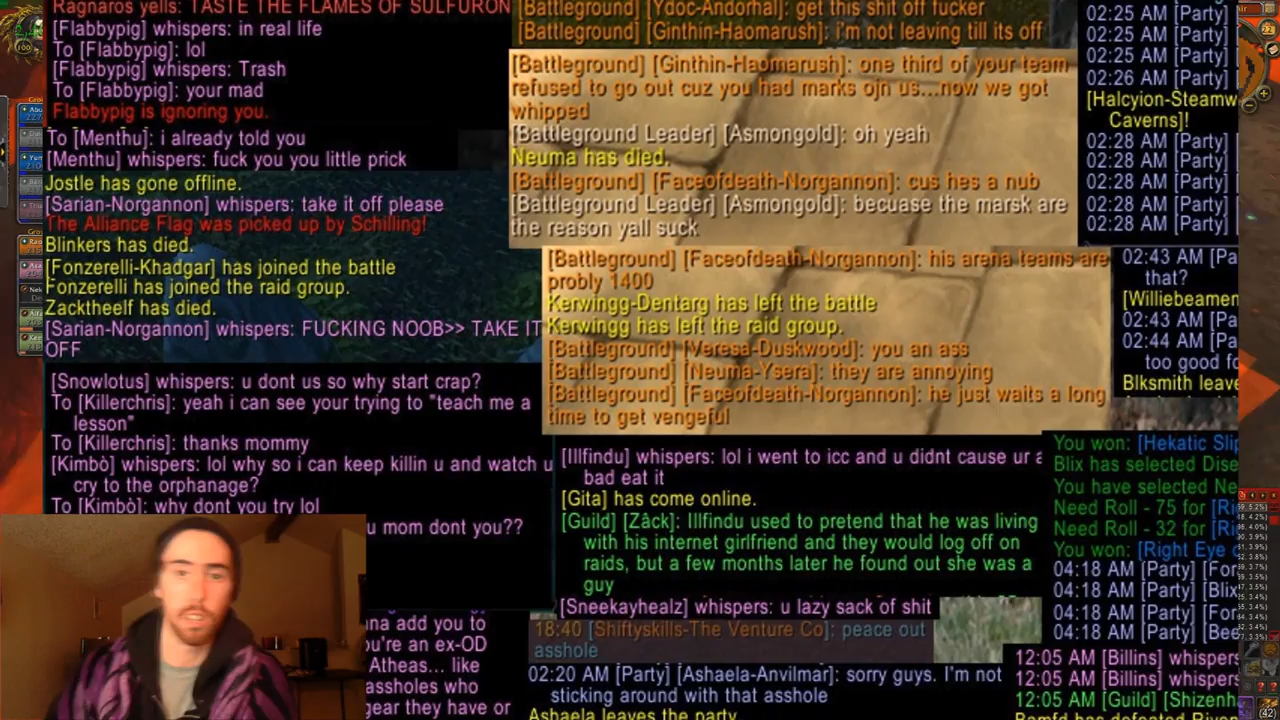 Ragnaros yells: TASTE THE FLAMES OF SULFURON
[Flabbypig] whispers: in real life
To [Flabbypig]: lol
[Flabbypig] whispers: Trash
To [Flabbypig]: your mad
Flabbypig is ignoring you.
To [Menthu]: i already told you
[Menthu] whispers: fuck you you little prick
Jostle has gone offline.
[Sarian-Norgannon] whispers: take it off please
The Alliance Flag was picked up by Schilling!
Blinkers has died.
[Fonzerelli-Khadgar] has joined the battle
Fonzerelli has joined the raid group.
Zacktheelf has died.
[Sarian-Norgannon] whispers: FUCKING NOOB>> TAKE IT
OFF
[Snowlotus] whispers: u dont us so why start crap?
To [Killerchris]: yeah i can see your trying to "teach me a
lesson"
To [Killerchris]: thanks mommy
[Kimbò] whispers: lol why so i can keep killin u and watch u
cry to the orphanage?
To [Kimbò]: why dont you try lol
u mom dont you??
na add you to
u're an ex-OD
Atheas... like
assholes who
gear they have or
[Battleground] [Ydoc-Andorhal]: get this shit off fucker
[Battleground] [Ginthin-Haomarush]: i'm not leaving till its off
[Battleground] [Ginthin-Haomarush]: one third of your team
refused to go out cuz you had marks ojn us...now we got
whipped
[Battleground Leader] [Asmongold]: oh yeah
Neuma has died.
[Battleground] [Faceofdeath-Norgannon]: cus hes a nub
[Battleground Leader] [Asmongold]: becuase the marsk are
the reason yall suck
[Battleground] [Faceofdeath-Norgannon]: his arena teams are
probly 1400
Kerwingg-Dentarg has left the battle
Kerwingg has left the raid group.
[Battleground] [Veresa-Duskwood]: you an ass
[Battleground] [Neuma-Ysera]: they are annoying
[Battleground] [Faceofdeath-Norgannon]: he just waits a long
time to get vengeful
[Illfindu] whispers: lol i went to icc and u didnt cause ur a
bad eat it
[Gita] has come online.
[Guild] [Zâck]: Illfindu used to pretend that he was living
with his internet girlfriend and they would log off on
raids, but a few months later he found out she was a
guy
[Sneekayhealz] whispers: u lazy sack of shit
18:40 [Shiftyskills-The Venture Co]: peace out
asshole
02:20 AM [Party] [Ashaela-Anvilmar]: sorry guys. I'm not
sticking around with that asshole
Ashaela leaves the party.
02:25 AM [Party]
02:25 AM [Party]
02:25 AM [Party]
02:26 AM [Party]
[Halcyon-Steamw
Caverns]!
02:28 AM [Party]
02:28 AM [Party]
02:28 AM [Party]
02:28 AM [Party]
02:28 AM [Party]
02:43 AM [Pa
that?
[Williebeamen
02:43 AM [Pa
02:44 AM [Pa
too good fo
Blksmith leave
You won: [Hekatic Slip
Blix has selected Dise
You have selected Ne
Need Roll - 75 for [Ri
Need Roll - 32 for [Ri
You won: [Right Eye o
04:18 AM [Party] [For
04:18 AM [Party] [Blix
04:18 AM [Party] [For
04:18 AM [Party] [Bee
12:05 AM [Billins] whispers
12:05 AM [Billins] whispers
12:05 AM [Guild] [Shizenh